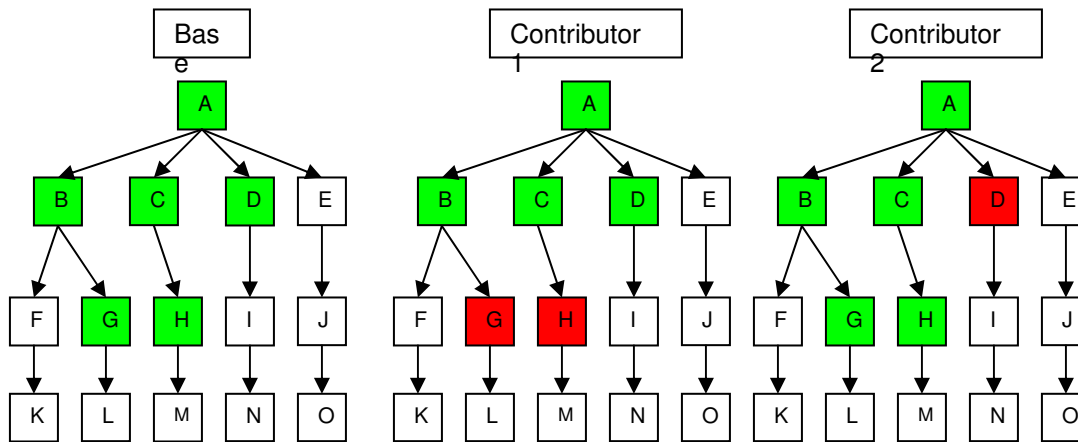 Bas
e
Contributor
1
Contributor
2
A
A
A
B C D E
B C D E
B C D E
F G H I J
F G H I J
F G H I J
K L M N O
K L M N O
K L M N O